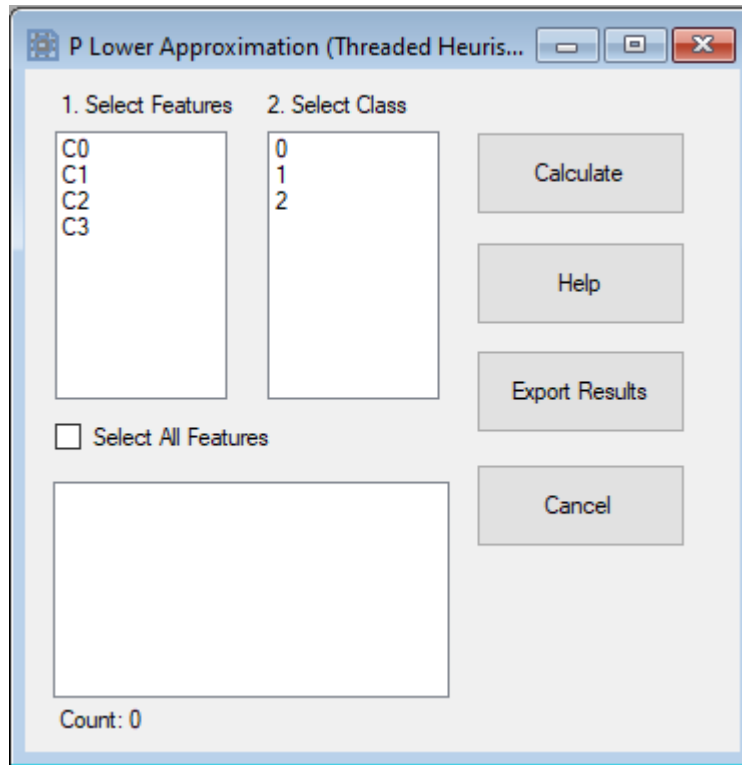 P Lower Approximation (Threaded Heuris...
1. Select Features
2. Select Class
C0
C1
C2
C3
0
1
2
Calculate
Help
Export Results
Cancel
Select All Features
Count: 0